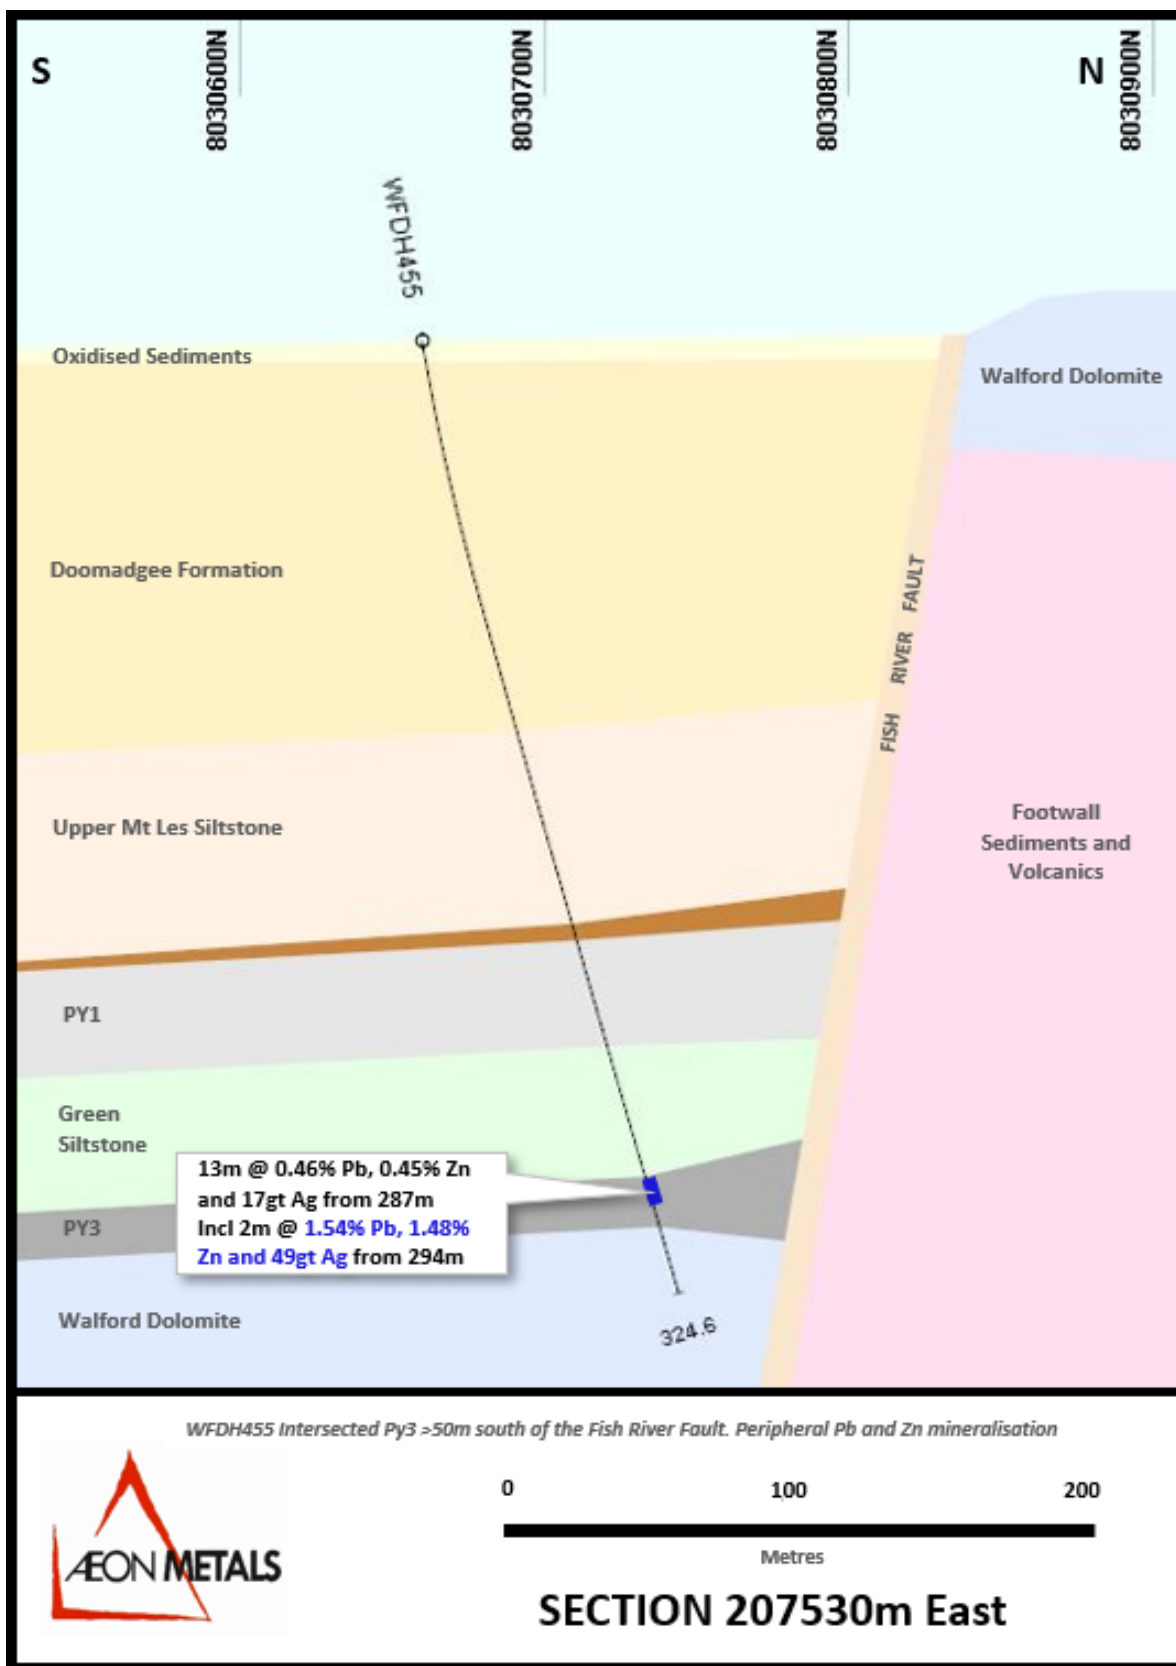 S
N
8030600N
8030700N
8030800N
8030900N
WFDH455
Oxidised Sediments
Walford Dolomite
Doomadgee Formation
FISH RIVER FAULT
Upper Mt Les Siltstone
Footwall
Sediments and
Volcanics
PY1
Green
Siltstone
13m @ 0.46% Pb, 0.45% Zn
and 17gt Ag from 287m
Incl 2m @ 1.54% Pb, 1.48%
Zn and 49gt Ag from 294m
PY3
Walford Dolomite
324.6
WFDH455 Intersected Py3 >50m south of the Fish River Fault. Peripheral Pb and Zn mineralisation
0 100 200
Metres
ÆON METALS
SECTION 207530m East